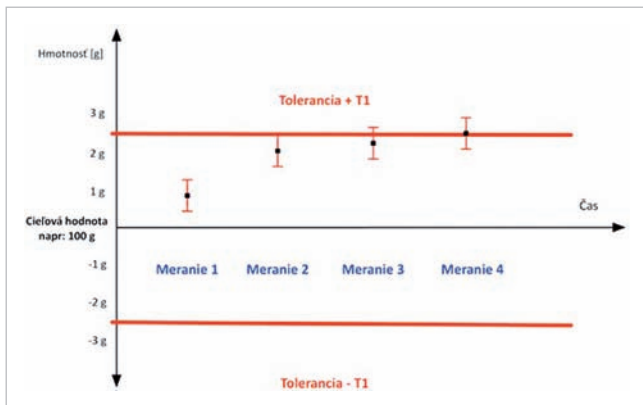 Hmotnosť [g]
Tolerancia + T1
3 g
2 g
1 g
Čas
Cieľová hodnota
napr: 100 g
-1 g
Meranie 1
Meranie 2
Meranie 3
Meranie 4
-2 g
-3 g
Tolerancia - T1